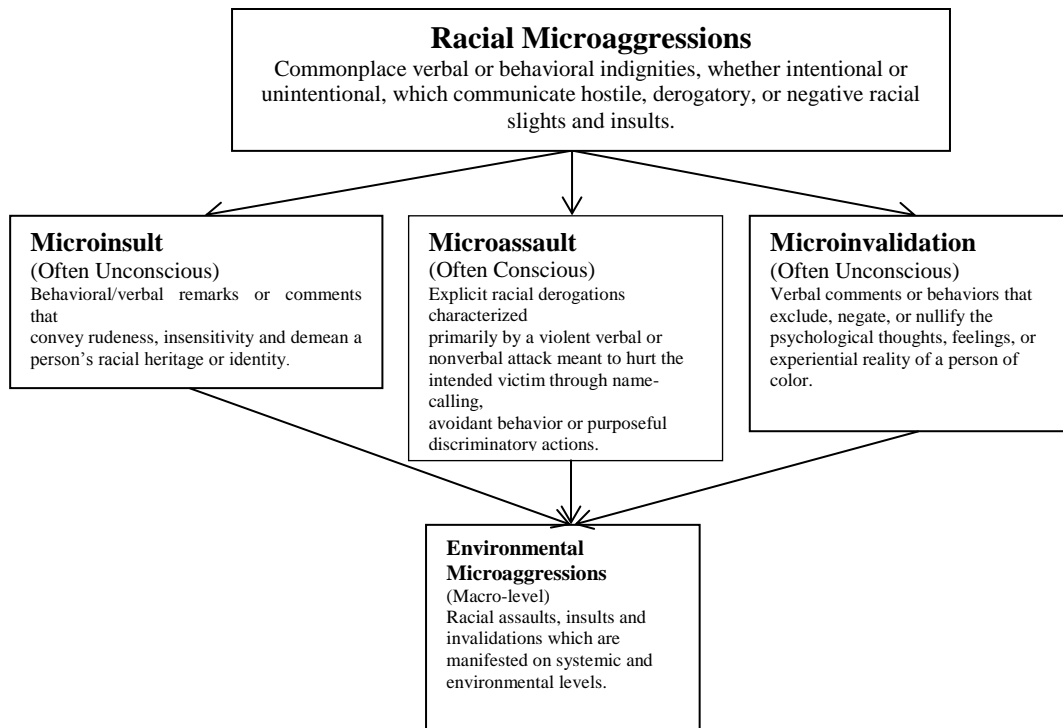 Racial Microaggressions
Commonplace verbal or behavioral indignities, whether intentional or
unintentional, which communicate hostile, derogatory, or negative racial
slights and insults.
Microinsult
(Often Unconscious)
Behavioral/verbal remarks or comments
that
convey rudeness, insensitivity and demean a
person’s racial heritage or identity.
Microassault
(Often Conscious)
Explicit racial derogations
characterized
primarily by a violent verbal or
nonverbal attack meant to hurt the
intended victim through name-
calling,
avoidant behavior or purposeful
discriminatory actions.
Microinvalidation
(Often Unconscious)
Verbal comments or behaviors that
exclude, negate, or nullify the
psychological thoughts, feelings, or
experiential reality of a person of
color.
Environmental
Microaggressions
(Macro-level)
Racial assaults, insults and
invalidations which are
manifested on systemic and
environmental levels.